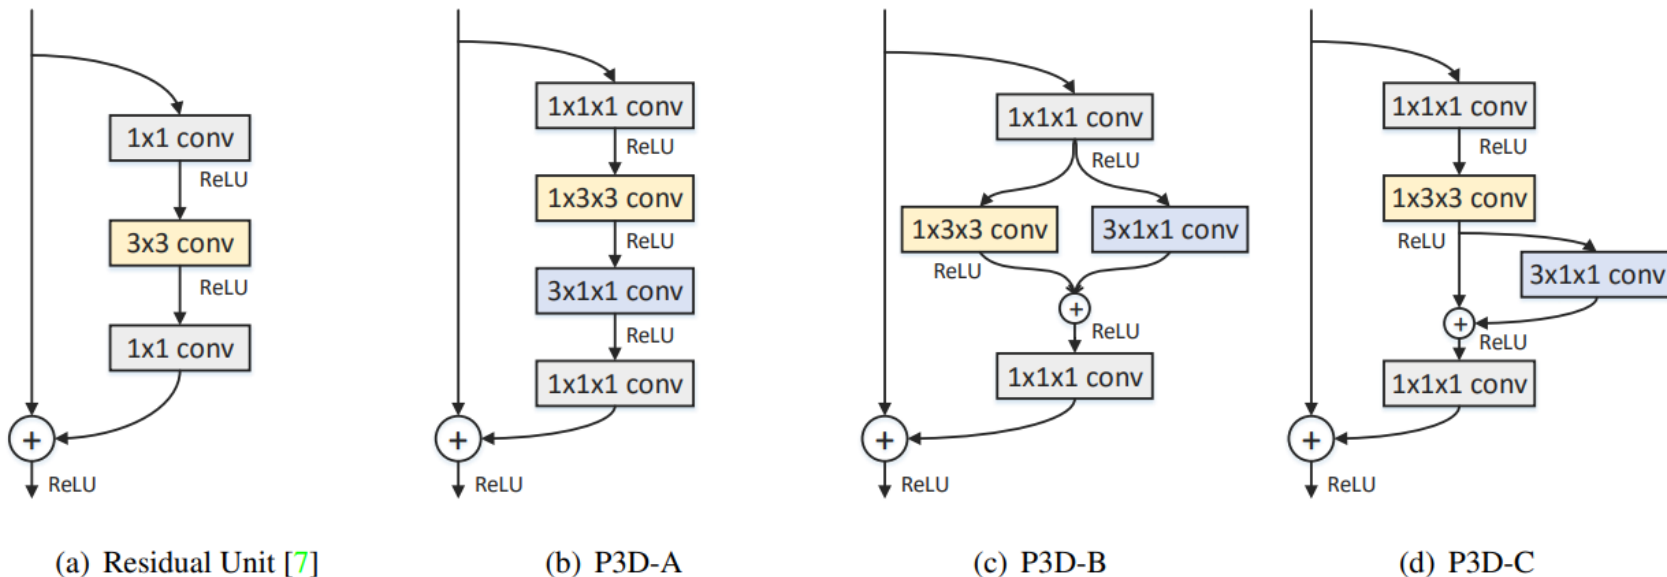 1x1 conv
ReLU
3x3 conv
ReLU
1x1 conv
+
ReLU
(a) Residual Unit [7]
1x1x1 conv
ReLU
1x3x3 conv
ReLU
3x1x1 conv
ReLU
1x1x1 conv
+
ReLU
(b) P3D-A
1x1x1 conv
ReLU
1x3x3 conv
3x1x1 conv
ReLU
+
ReLU
1x1x1 conv
+
ReLU
(c) P3D-B
1x1x1 conv
ReLU
1x3x3 conv
ReLU
3x1x1 conv
+
ReLU
1x1x1 conv
+
ReLU
(d) P3D-C